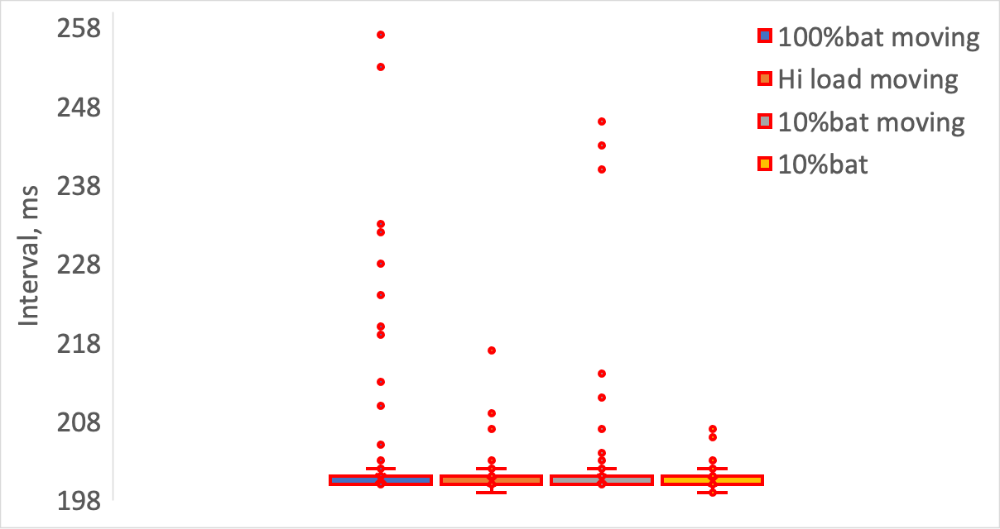 258
248
238
228
218
208
198
Interval, ms
100%bat moving
Hi load moving
10%bat moving
10%bat